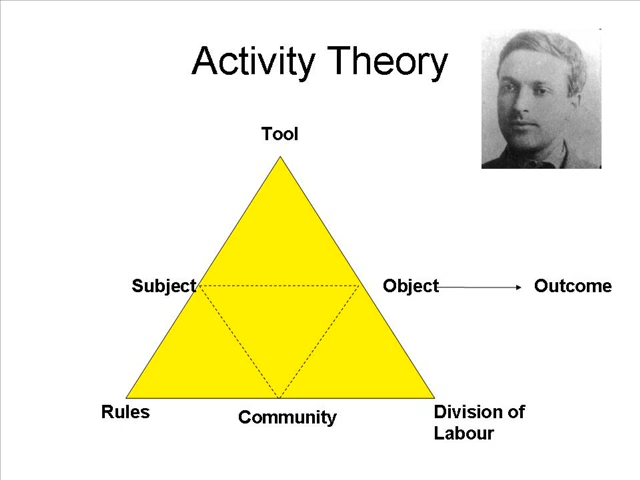 Activity Theory
Tool
Subject
Object
Outcome
Rules
Community
Division of
Labour